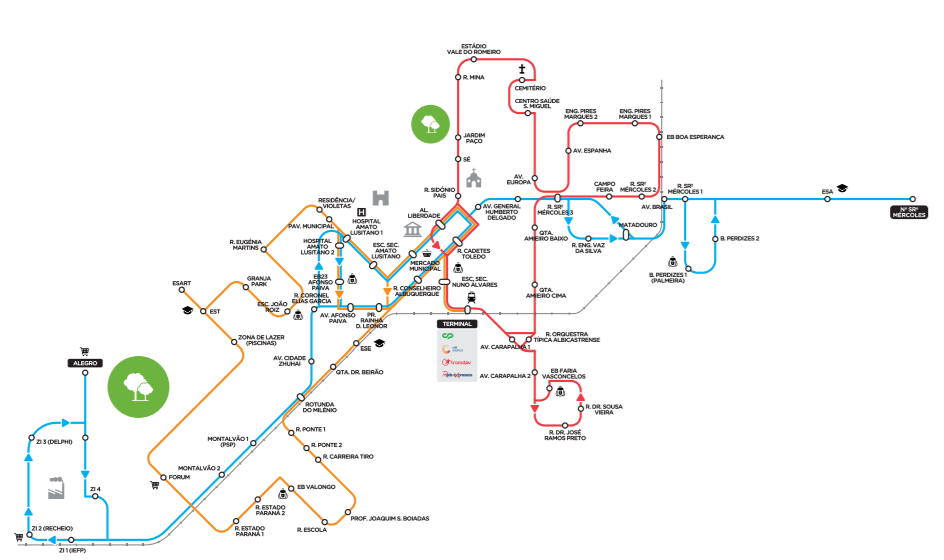 ESTÁDIO
VALE DO ROMEIRO
R. MINA
CEMITÉRIO
CENTRO SAÚDE
S. MIGUEL
ENG. PIRES
MARQUES 2
ENG. PIRES
MARQUES 1
EB BOA ESPERANÇA
JARDIM
PAÇO
AV. ESPANHA
SÉ
AV.
EUROPA
CAMPO
FEIRA
R. SRª
MÉRCOLES 2
R. SRª
MÉRCOLES 1
ESA
R. SIDÓNIO
PAIS
RESIDÊNCIA/
VIOLETAS
AL.
LIBERDADE
AV. GENERAL
HUMBERTO
DELGADO
R. SRª
MÉRCOLES 3
AV. BRASIL
Nª SRª
MÉRCOLES
PAV. MUNICIPAL
HOSPITAL
AMATO
LUSITANO 1
MATADOURO
QTA.
AMEIRO BAIXO
R. ENG. VAZ
DA SILVA
B. PERDIZES 2
R. EUGÉNIA
MARTINS
HOSPITAL
AMATO
LUSITANO 2
ESC. SEC.
AMATO
LUSITANO
MERCADO
MUNICIPAL
R. CADETES
TOLEDO
B. PERDIZES 1
(PALMEIRA)
GRANJA
PARK
EB23
AFONSO
PAIVA
R. CONSELHEIRO
ALBUQUERQUE
ESC. SEC.
NUNO ÁLVARES
ESART
R. CORONEL
ELIAS GARCIA
QTA.
AMEIRO CIMA
EST
ESC. JOÃO
ROIZ
AV. AFONSO
PAIVA
PR.
RAINHA
D. LEONOR
TERMINAL
cp
transdev
ZONA DE LAZER
(PISCINAS)
ESE
AV. CARAPALHA 1
R. ORQUESTRA
TÍPICA ALBICASTRENSE
AV. CIDADE
ZHUHAI
QTA. DR. BEIRÃO
ALEGRO
AV. CARAPALHA 2
EB FARIA
VASCONCELOS
ROTUNDA
DO MILÉNIO
R. DR. SOUSA
VIEIRA
R. DR. JOSÉ
RAMOS PRETO
ZI 3 (DELPHI)
MONTALVÃO 1
(PSP)
R. PONTE 1
R. PONTE 2
R. CARREIRA TIRO
MONTALVÃO 2
FORUM
ZI 4
EB VALONGO
R. ESTADO
PARANÁ 2
PROF. JOAQUIM S. BOIADAS
ZI 2 (RECHEIO)
R. ESTADO
PARANÁ 1
R. ESCOLA
ZI 1 (IEFP)